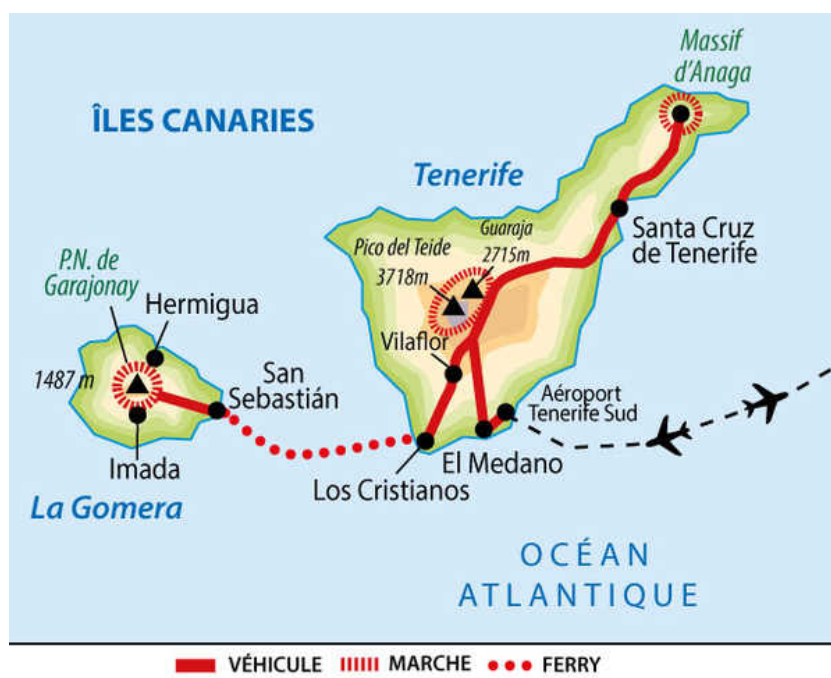 Massif
d'Anaga
ÎLES CANARIES
Tenerife
Guaraja
2715m
Pico del Teide
3718m
Santa Cruz
de Tenerife
P.N. de
Garajonay
Hermigua
Vilaflor
1487 m
San
Sebastián
Aéroport
Tenerife Sud
Imada
El Medano
Los Cristianos
La Gomera
OCÉAN
ATLANTIQUE
VÉHICULE MARCHE FERRY